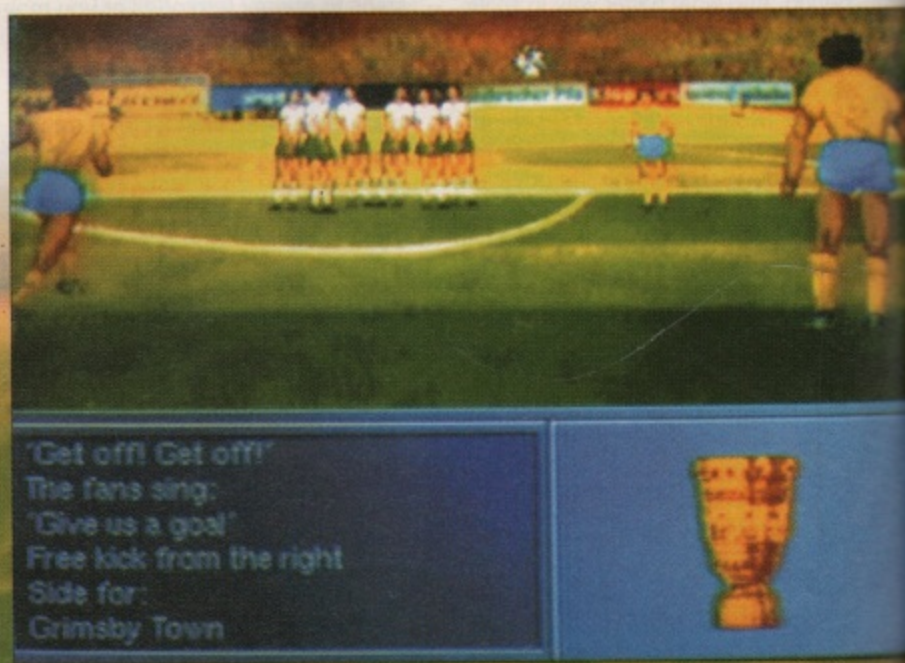 "Get off! Get off!"
The fans sing:
"Give us a goal"
Free kick from the right
Side for:
Grimsby Town